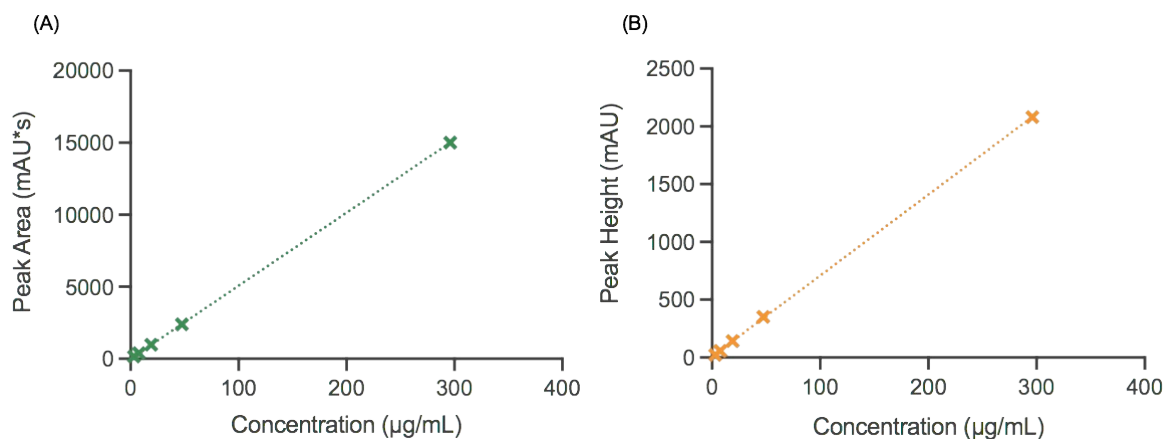 (A)
20000
15000
10000
5000
0
Peak Area (mAU*s)
0 100 200 300 400
Concentration (µg/mL)
(B)
2500
2000
1500
1000
500
0
Peak Height (mAU)
0 100 200 300 400
Concentration (µg/mL)